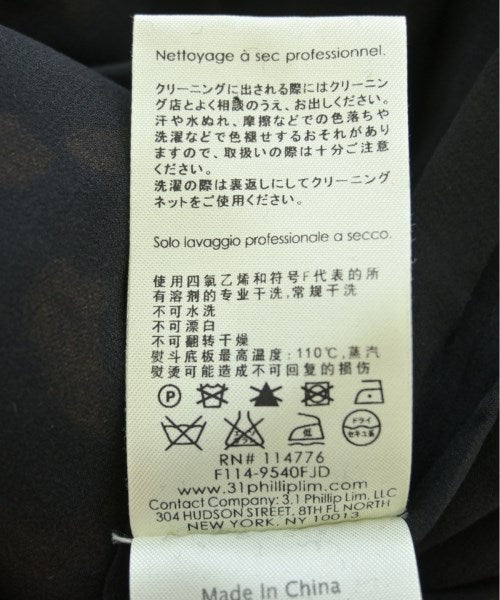 Nettoyage à sec professionnel.
クリーニングに出される際にはクリーニン
グ店とよく相談のうえ、お出しください。
汗や水ぬれ、摩擦などでの色落ちや
洗濯などで色褪せするおそれがあり
ますので、取扱いの際は十分ご注意
ください。
洗濯の際は裏返しにしてクリーニング
ネットをご使用ください。
Solo lavaggio professionale a secco.
使用四氯乙烯和符号F代表的所
有溶剂的专业干洗,常规干洗
不可水洗
不可漂白
不可翻转干燥
熨斗底板最高温度:110℃,蒸汽
熨烫可能造成不可回复的损伤
P
低
ドライ
セキユ系
RN# 114776
F114-9540FJD
www.31philliplim.com
Contact Company: 3.1 Phillip Lim, LLC
304 HUDSON STREET, 8TH FL NORTH
NEW YORK, NY 10013
Made In China